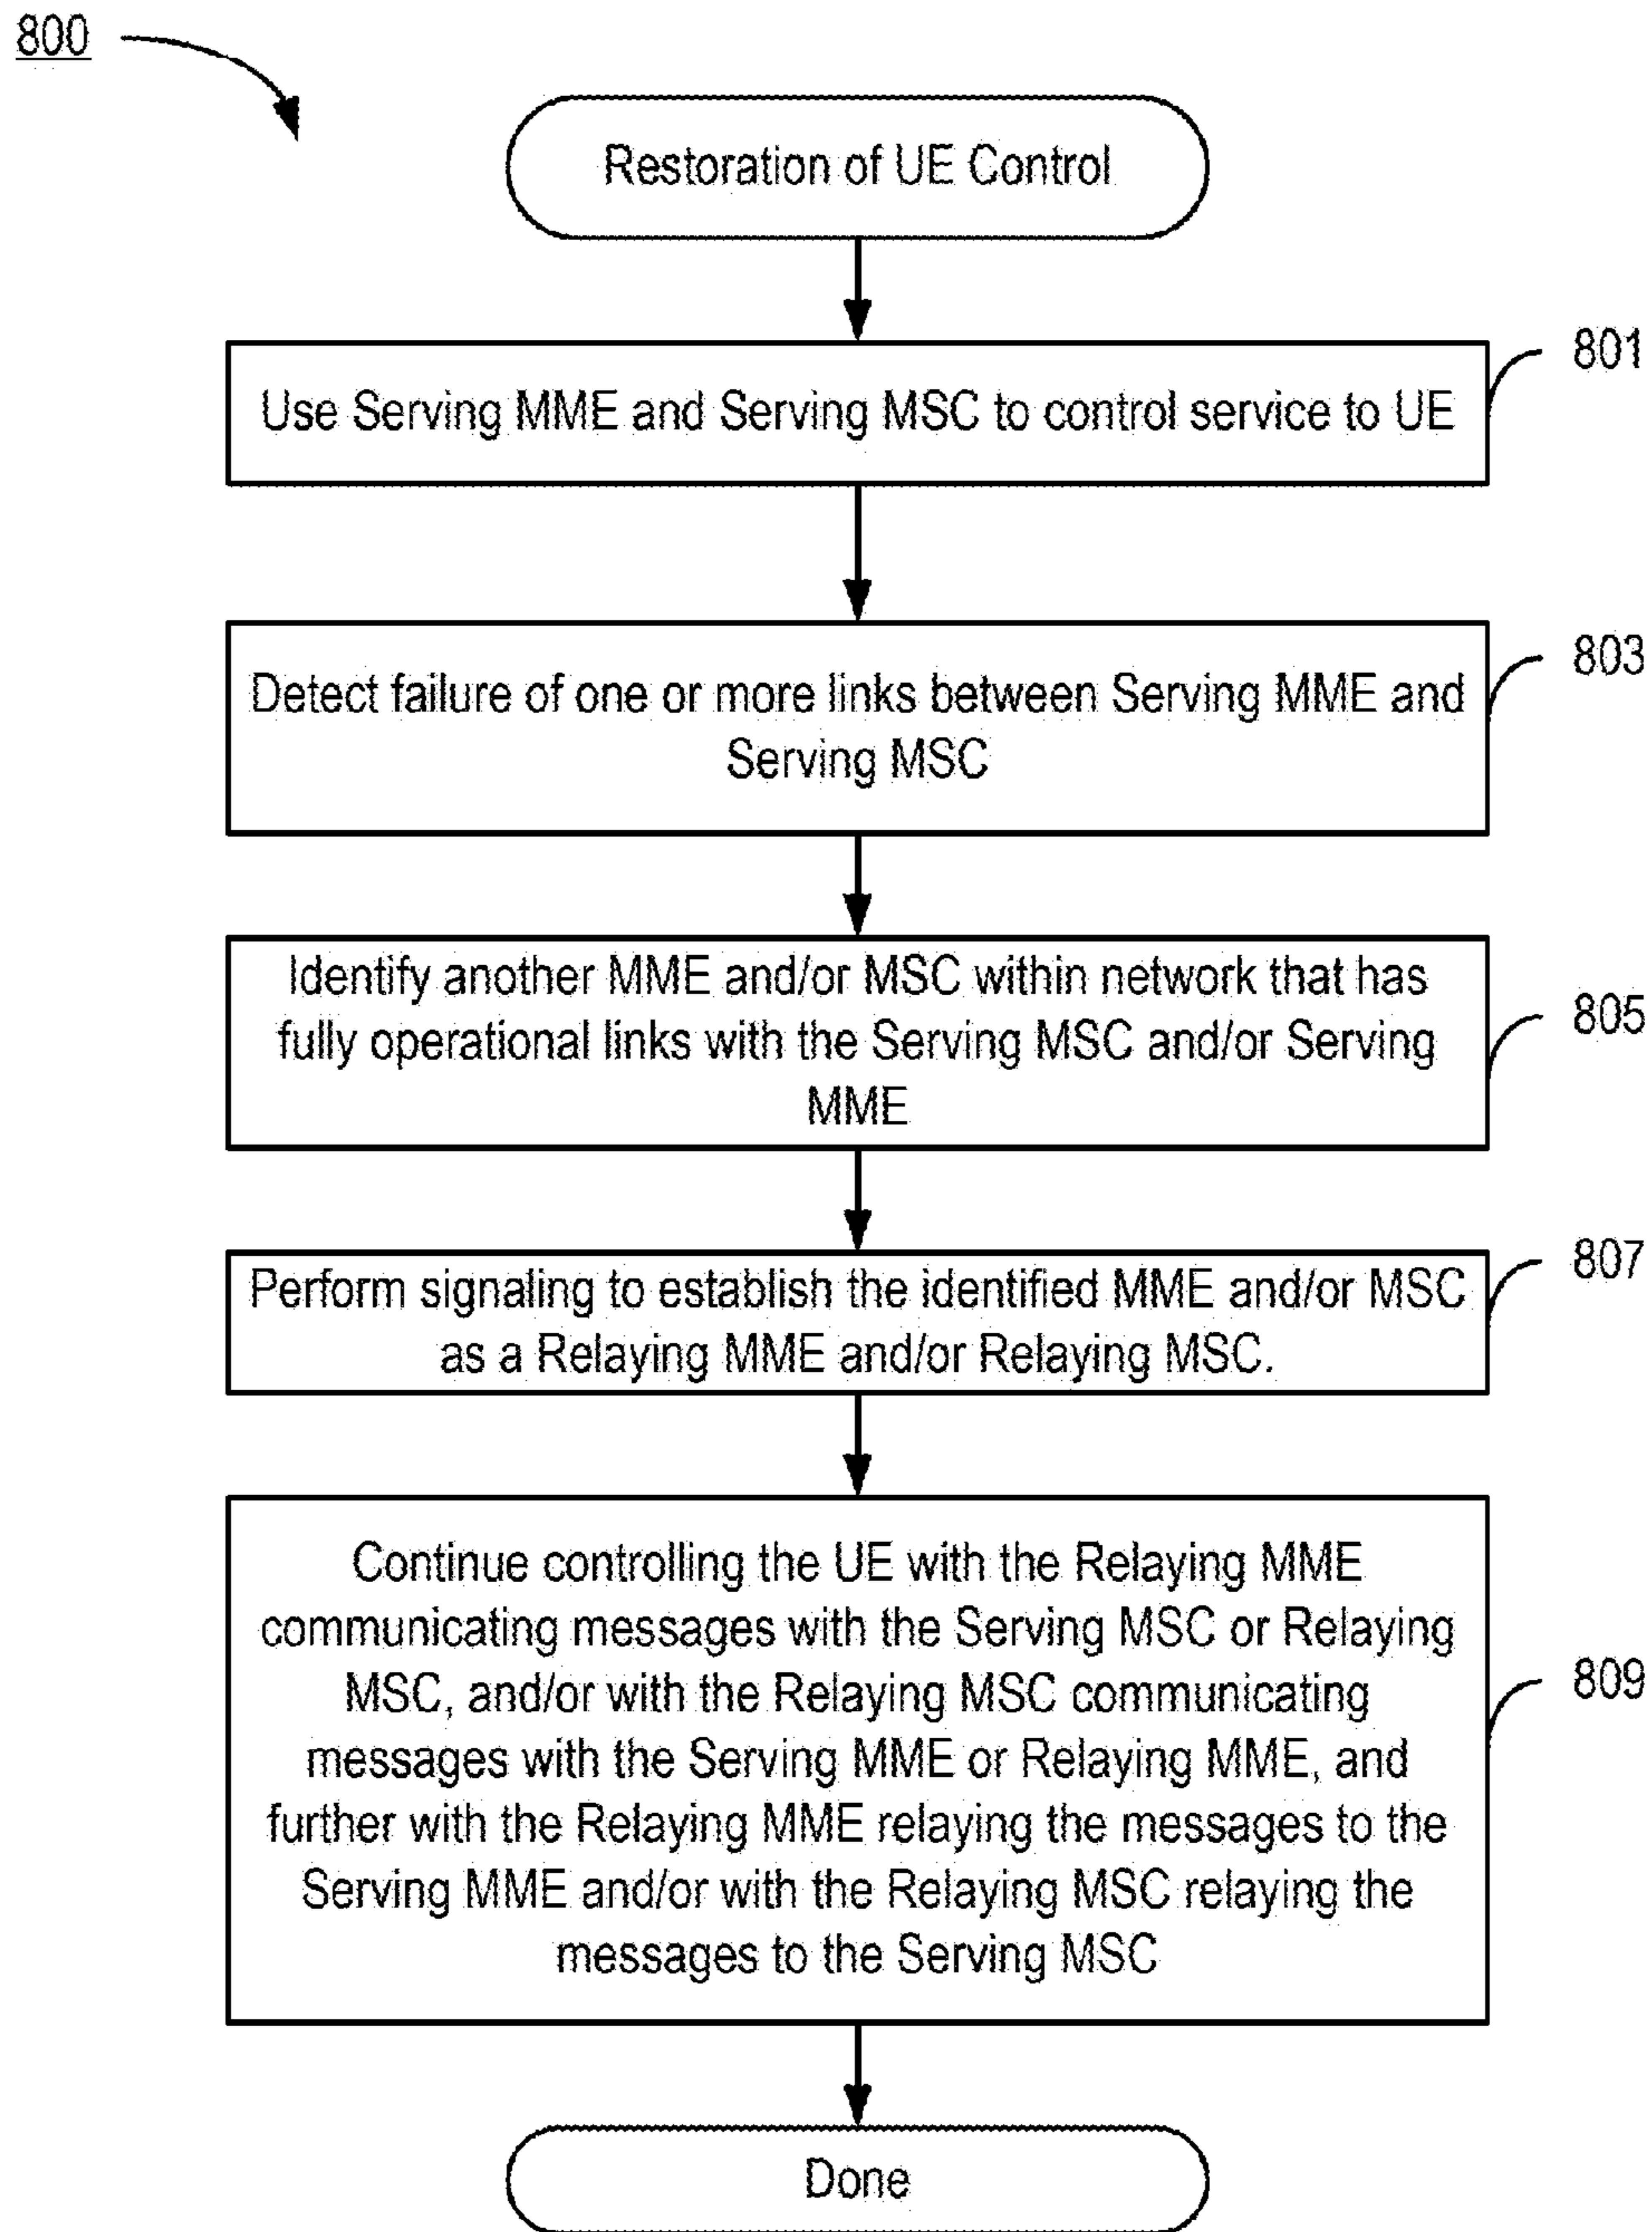 800
Restoration of UE Control
801
Use Serving MME and Serving MSC to control service to UE
803
Detect failure of one or more links between Serving MME and
Serving MSC
Identify another MME and/or MSC within network that has
805
fully operational links with the Serving MSC and/or Serving
MME
807
Perform signaling to establish the identified MME and/or MSC
as a Relaying MME and/or Relaying MSC.
Continue controlling the UE with the Relaying MME
communicating messages with the Serving MSC or Relaying
809
MSC, and/or with the Relaying MSC communicating
messages with the Serving MME or Relaying MME, and
further with the Relaying MME relaying the messages to the
Serving MME and/or with the Relaying MSC relaying the
messages to the Serving MSC
Done